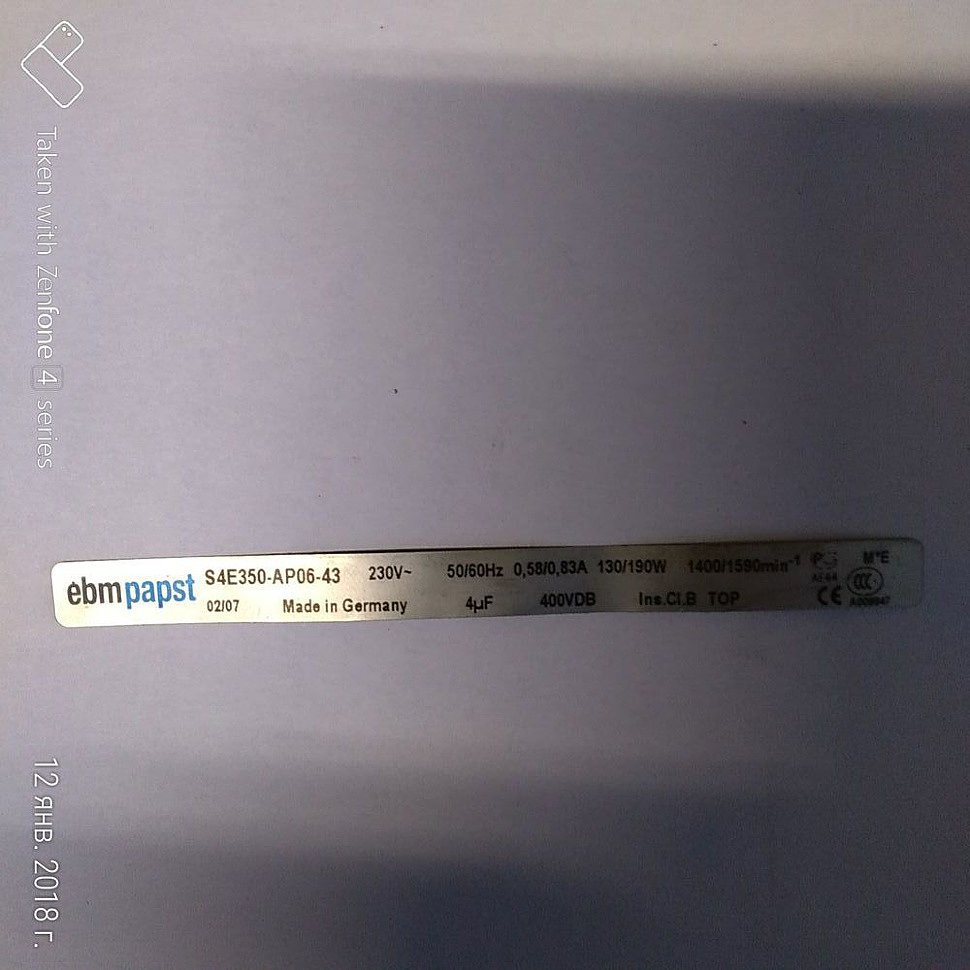 Taken with Zenfone 4 series
12 янв. 2018 г.
ebmpapst S4E350-AP06-43 230V~ 50/60Hz 0,58/0,83A 130/190W 1400/1590min⁻¹ M°E
02/07 Made in Germany 4µF 400VDB Ins.Cl.B TOP CE CCC